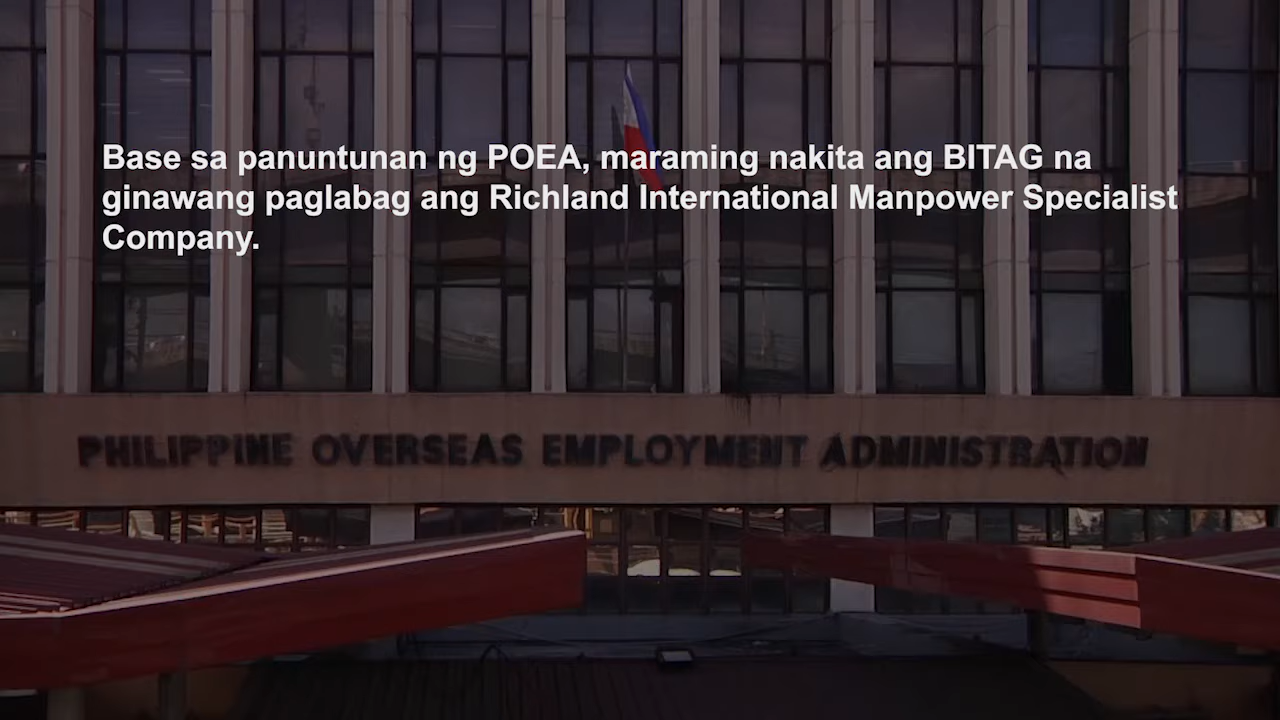 Base sa panuntunan ng POEA, maraming nakita ang BITAG na
ginawang paglabag ang Richland International Manpower Specialist
Company.
PHILIPPINE OVERSEAS EMPLOYMENT ADMINISTRATION